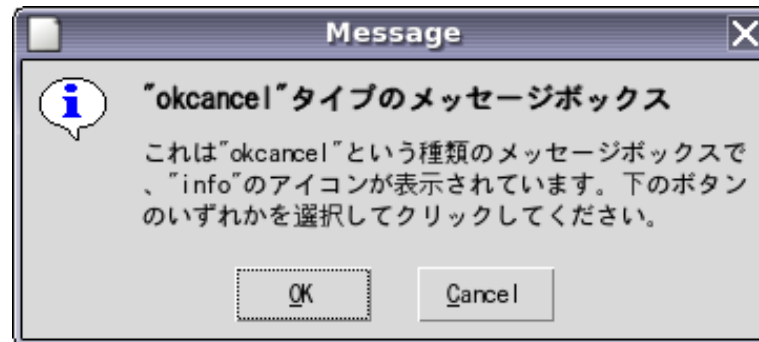 Message
"okcancel"タイプのメッセージボックス
これは"okcancel"という種類のメッセージボックスで
、"info"のアイコンが表示されています。下のボタン
のいずれかを選択してクリックしてください。
OK Cancel